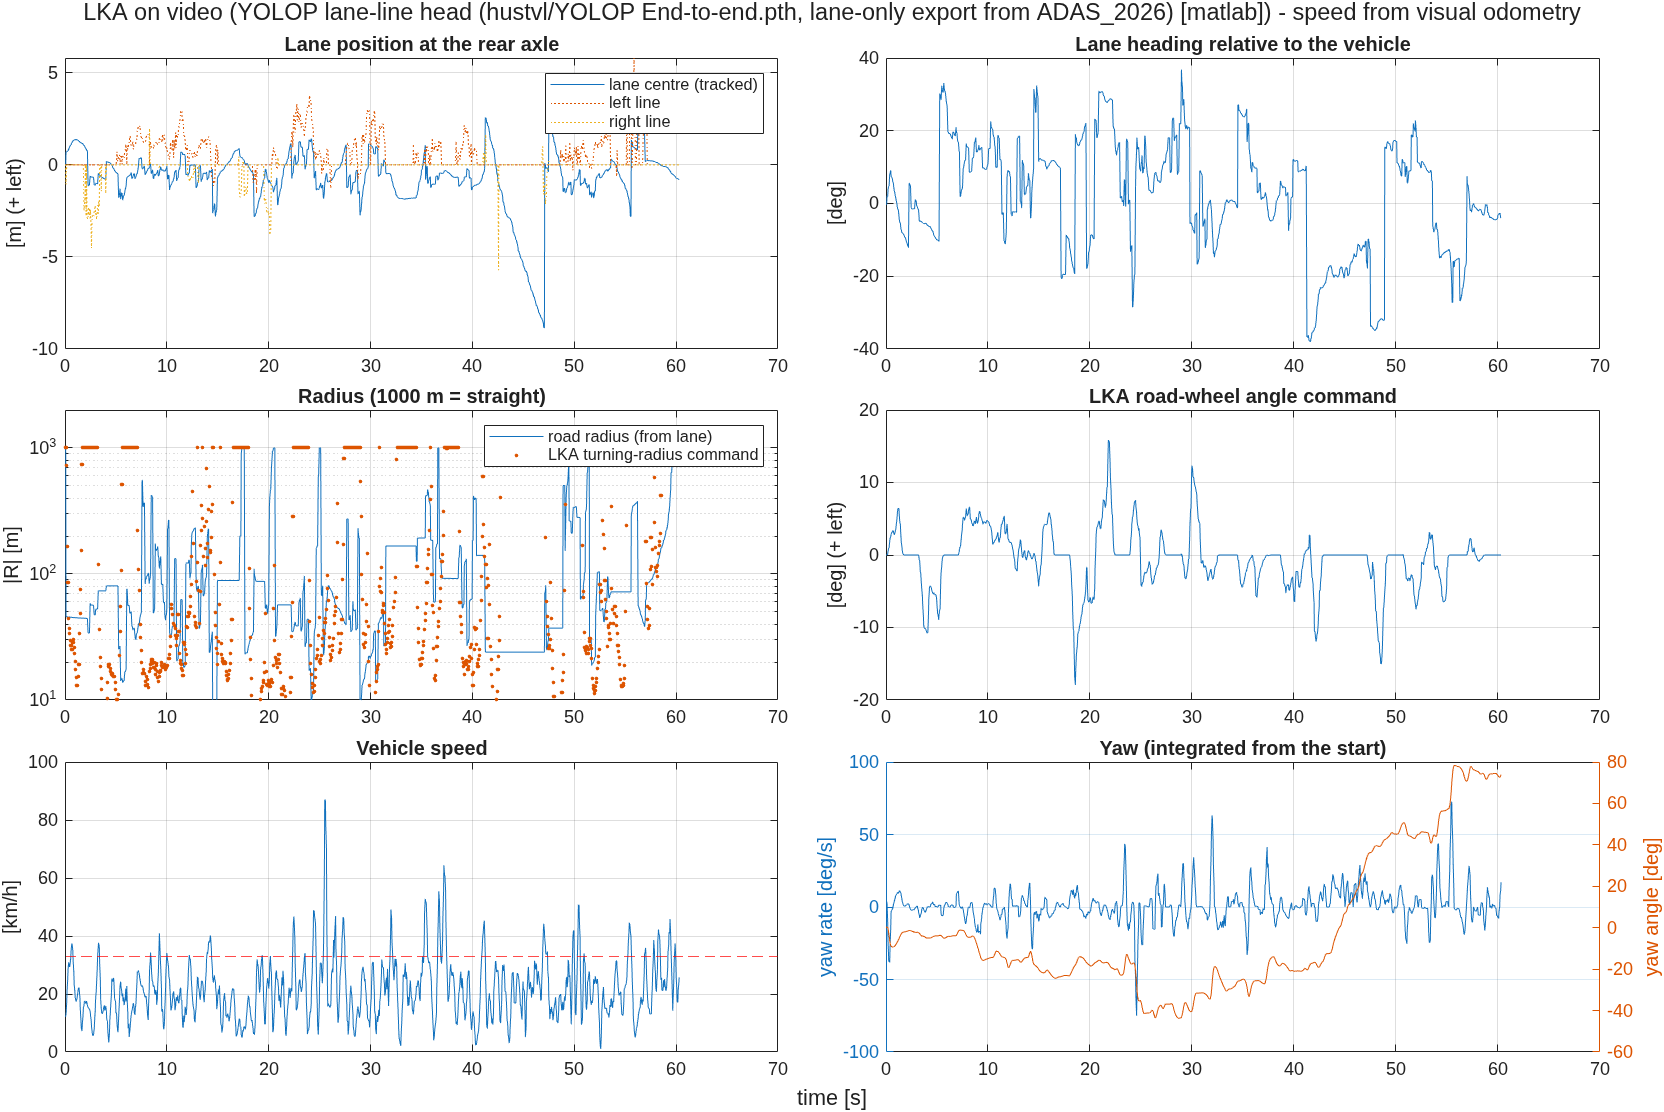 LKA on video (YOLOP lane-line head (hustvl/YOLOP End-to-end.pth, lane-only export from ADAS_2026) [matlab]) - speed from visual odometry
Lane position at the rear axle
[m] (+ left)
5
0
-5
-10
0 10 20 30 40 50 60 70
lane centre (tracked)
left line
right line
Lane heading relative to the vehicle
[deg]
40
20
0
-20
-40
0 10 20 30 40 50 60 70
Radius (1000 m = straight)
|R| [m]
10^3
10^2
10^1
0 10 20 30 40 50 60 70
road radius (from lane)
LKA turning-radius command
LKA road-wheel angle command
[deg] (+ left)
20
10
0
-10
-20
0 10 20 30 40 50 60 70
Vehicle speed
[km/h]
100
80
60
40
20
0
0 10 20 30 40 50 60 70
Yaw (integrated from the start)
yaw rate [deg/s]
100
50
0
-50
-100
0 10 20 30 40 50 60 70
80
60
40
20
0
-20
-40
-60
yaw angle [deg]
time [s]